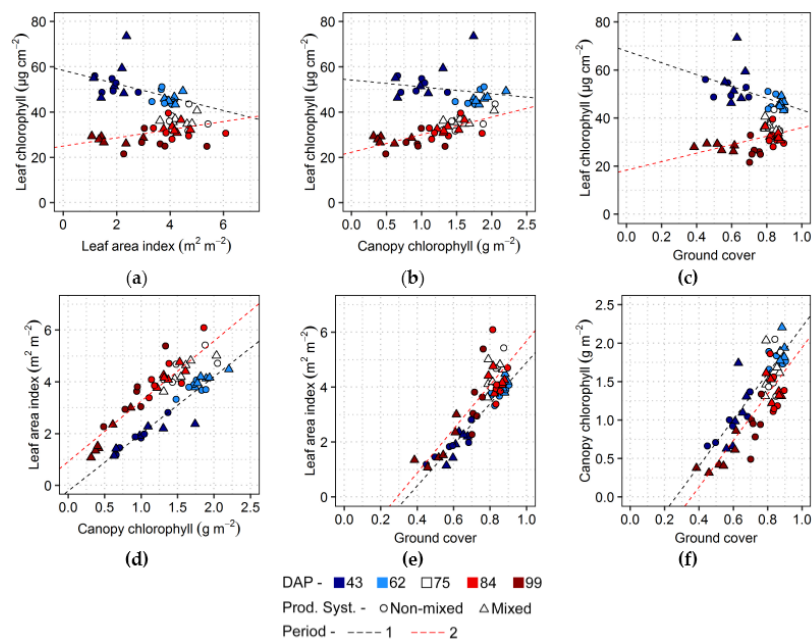 80
60
40
20
0
Leaf chlorophyll (μg cm⁻²)
0 2 4 6
Leaf area index (m² m⁻²)
(a)
80
60
40
20
0
Leaf chlorophyll (μg cm⁻²)
0.0 0.5 1.0 1.5 2.0 2.5
Canopy chlorophyll (g m⁻²)
(b)
80
60
40
20
0
Leaf chlorophyll (μg cm⁻²)
0.0 0.2 0.4 0.6 0.8 1.0
Ground cover
(c)
6
4
2
0
Leaf area index (m² m⁻²)
0.0 0.5 1.0 1.5 2.0 2.5
Canopy chlorophyll (g m⁻²)
(d)
6
4
2
0
Leaf area index (m² m⁻²)
0.0 0.2 0.4 0.6 0.8 1.0
Ground cover
(e)
2.5
2.0
1.5
1.0
0.5
0.0
Canopy chlorophyll (g m⁻²)
0.0 0.2 0.4 0.6 0.8 1.0
Ground cover
(f)
DAP - 43 62 75 84 99
Prod. Syst. - Non-mixed Mixed
Period - 1 2